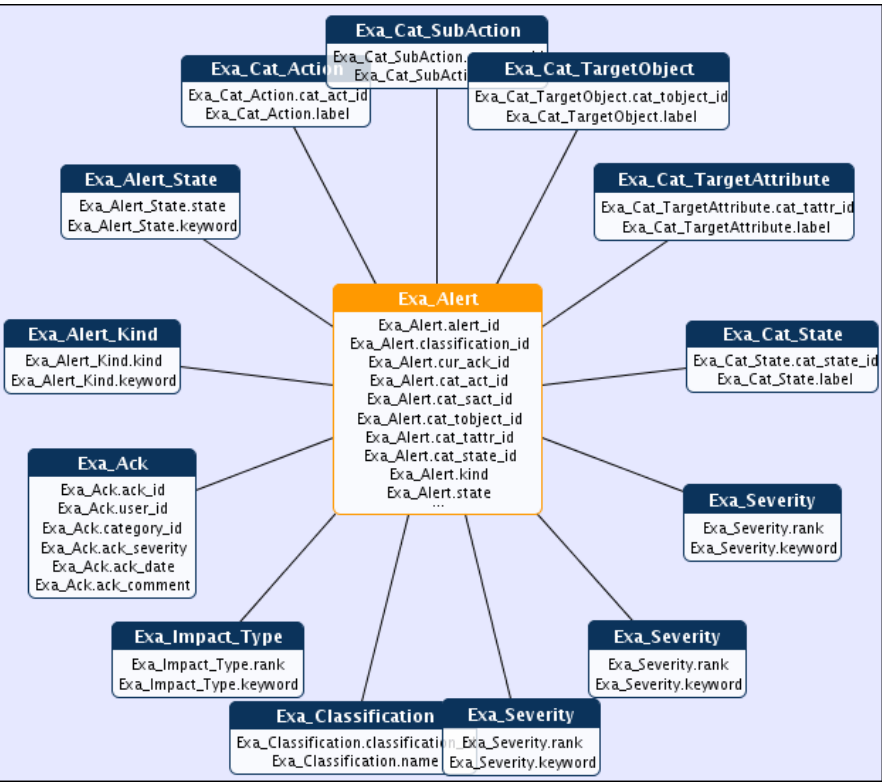 Exa_Cat_SubAction
Exa_Cat_SubAction.
Exa_Cat_Action
Exa_Cat_Action.cat_act_id
Exa_Cat_Action.label
Exa_Cat_TargetObject
Exa_Cat_TargetObject.cat_tobject_id
Exa_Cat_TargetObject.label
Exa_Alert_State
Exa_Alert_State.state
Exa_Alert_State.keyword
Exa_Cat_TargetAttribute
Exa_Cat_TargetAttribute.cat_tattr_id
Exa_Cat_TargetAttribute.label
Exa_Alert
Exa_Alert.alert_id
Exa_Alert.classification_id
Exa_Alert.cur_ack_id
Exa_Alert.cat_act_id
Exa_Alert.cat_sact_id
Exa_Alert.cat_tobject_id
Exa_Alert.cat_tattr_id
Exa_Alert.cat_state_id
Exa_Alert.kind
Exa_Alert.state
...
Exa_Alert_Kind
Exa_Alert_Kind.kind
Exa_Alert_Kind.keyword
Exa_Cat_State
Exa_Cat_State.cat_state_id
Exa_Cat_State.label
Exa_Ack
Exa_Ack.ack_id
Exa_Ack.user_id
Exa_Ack.category_id
Exa_Ack.ack_severity
Exa_Ack.ack_date
Exa_Ack.ack_comment
Exa_Severity
Exa_Severity.rank
Exa_Severity.keyword
Exa_Impact_Type
Exa_Impact_Type.rank
Exa_Impact_Type.keyword
Exa_Severity
Exa_Severity.rank
Exa_Severity.keyword
Exa_Classification
Exa_Classification.classification
Exa_Classification.name
Exa_Severity
Exa_Severity.rank
Exa_Severity.keyword